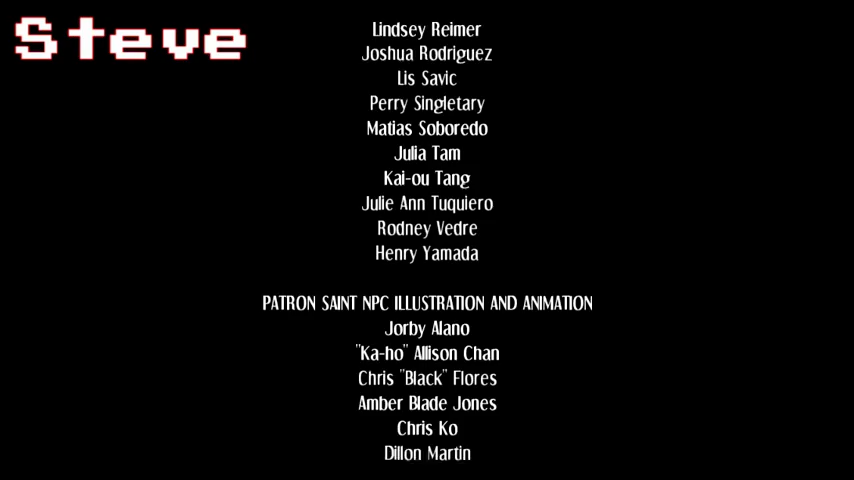 Steve
Lindsey Reimer
Joshua Rodriguez
Lis Savic
Perry Singletary
Matias Soboredo
Julia Tam
Kai-ou Tang
Julie Ann Tuquiero
Rodney Vedre
Henry Yamada
PATRON SAINT NPC ILLUSTRATION AND ANIMATION
Jorby Alano
"Ka-ho" Allison Chan
Chris "Black" Flores
Amber Blade Jones
Chris Ko
Dillon Martin